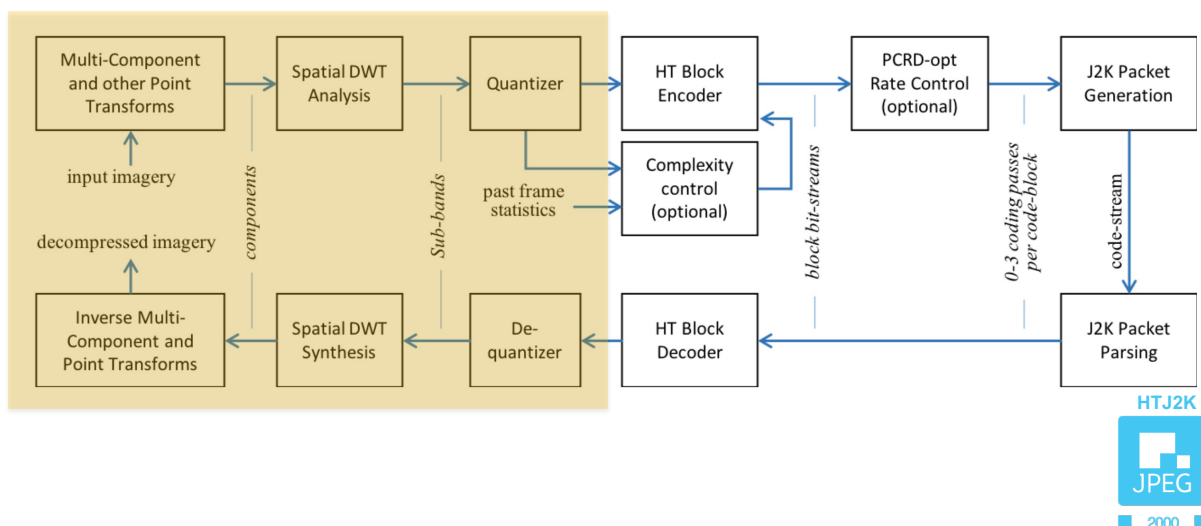 Multi-Component
and other Point
Transforms
Spatial DWT
Analysis
Quantizer
HT Block
Encoder
PCRD-opt
Rate Control
(optional)
J2K Packet
Generation
input imagery
components
Sub-bands
past frame
statistics
Complexity
control
(optional)
block bit-streams
0-3 coding passes
per code-block
code-stream
decompressed imagery
Inverse Multi-
Component and
Point Transforms
Spatial DWT
Synthesis
De-
quantizer
HT Block
Decoder
J2K Packet
Parsing
HTJ2K
JPEG
2000